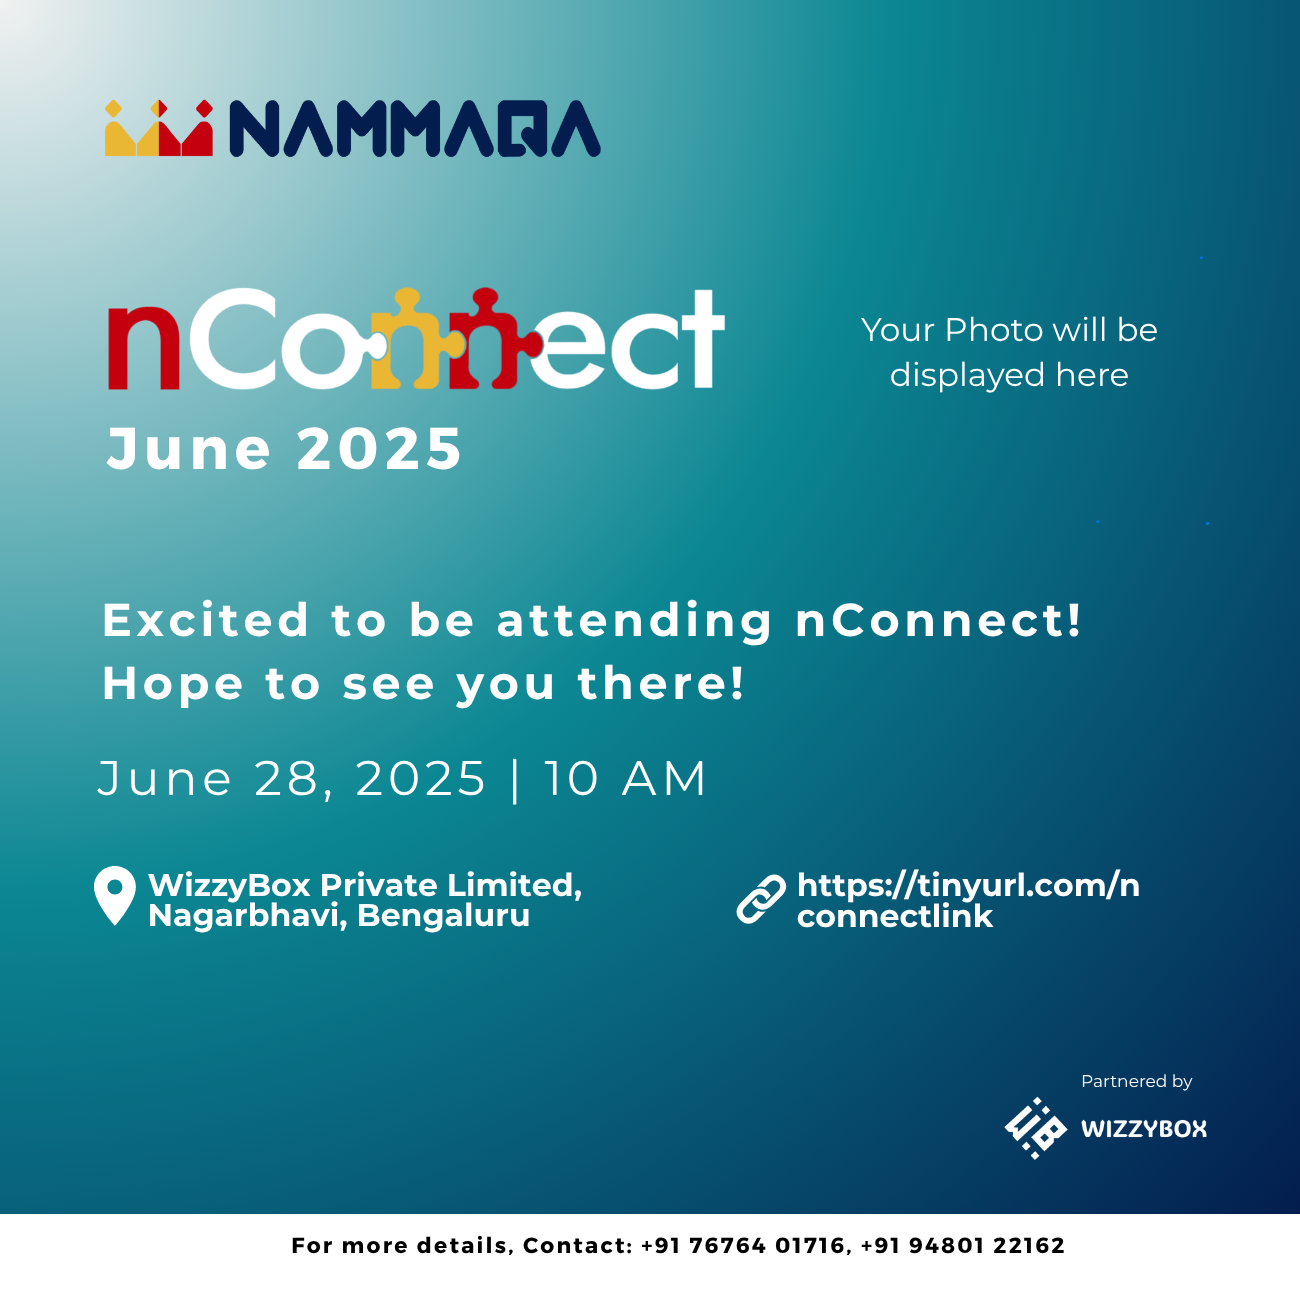 NAMMAQA
nConnect
June 2025
Your Photo will be
displayed here
Excited to be attending nConnect!
Hope to see you there!
June 28, 2025 | 10 AM
WizzyBox Private Limited,
Nagarbhavi, Bengaluru
https://tinyurl.com/n
connectlink
Partnered by
WIZZYBOX
For more details, Contact: +91 76764 01716, +91 94801 22162